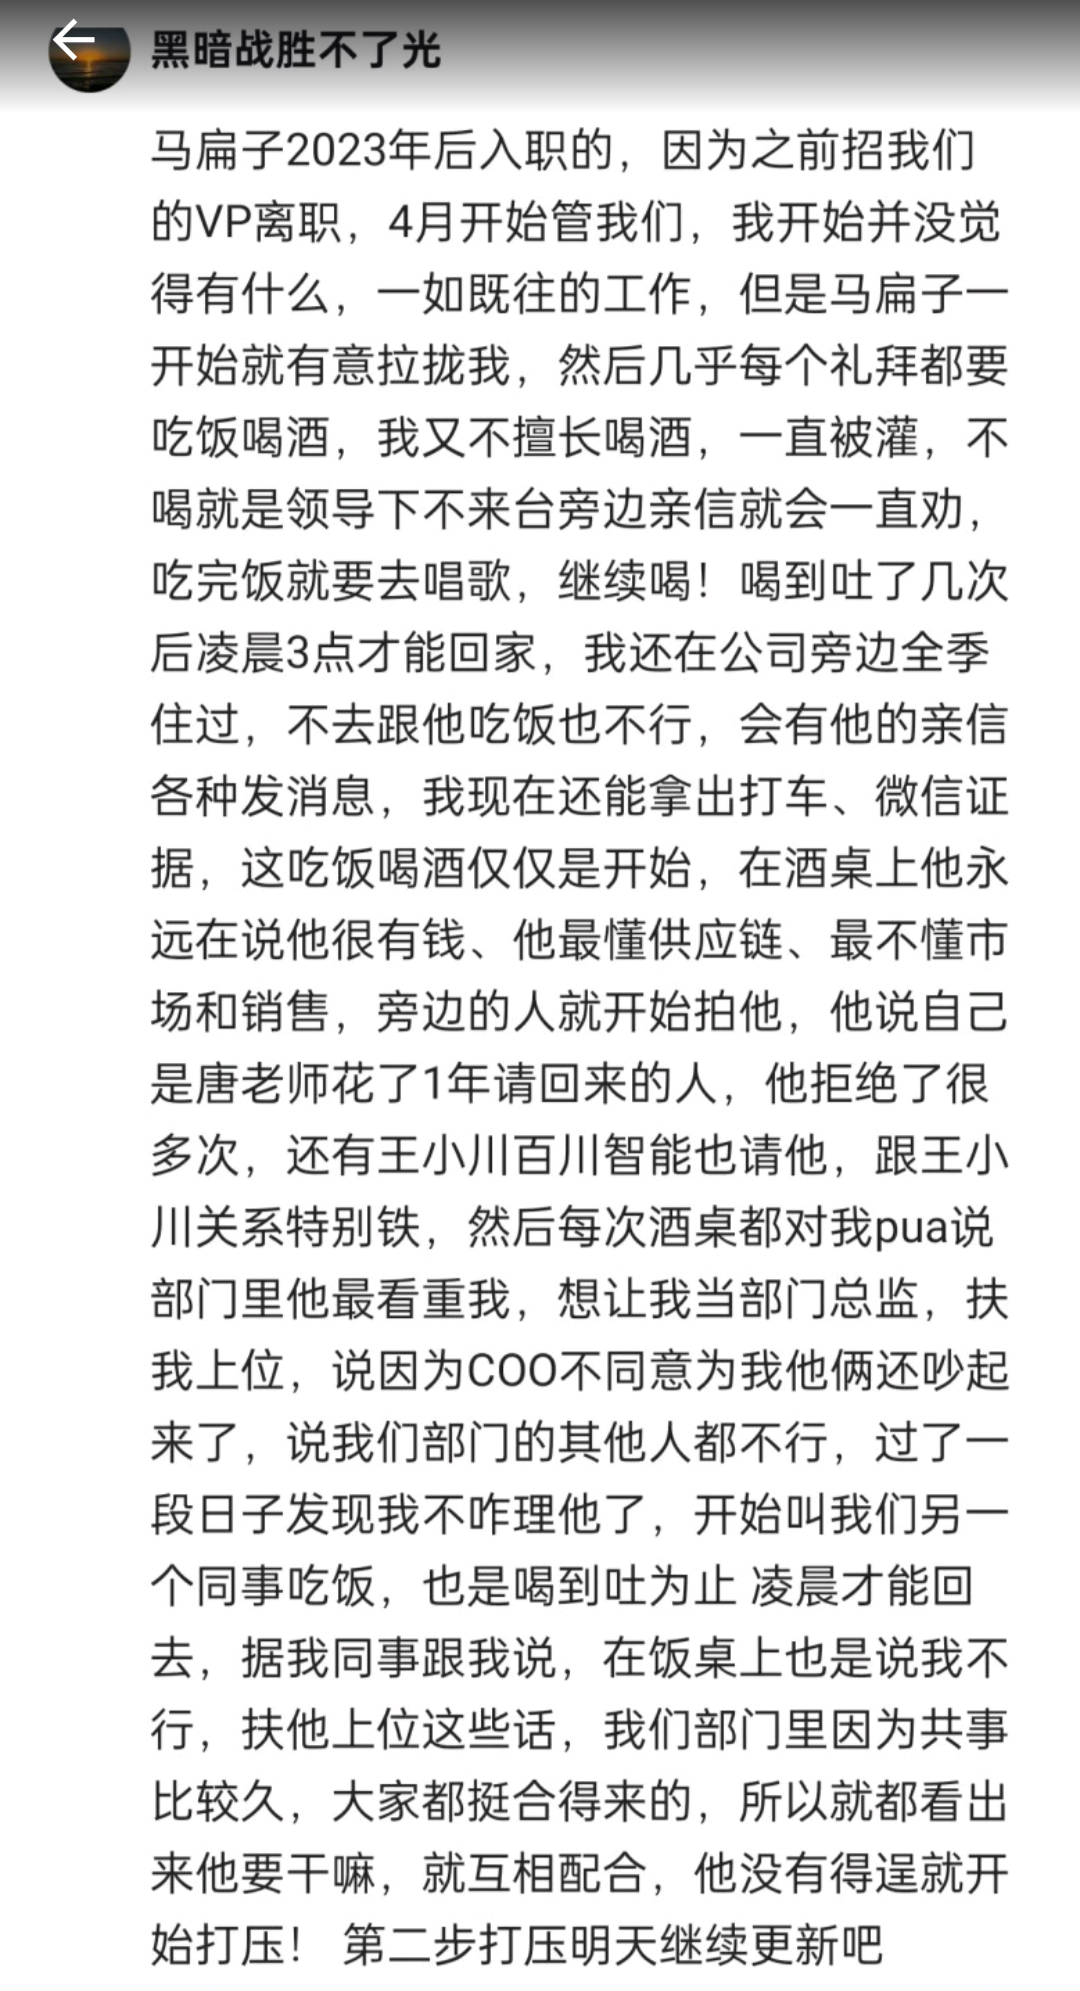 黑暗战胜不了光
马扁子2023年后入职的，因为之前招我们
的VP离职，4月开始管我们，我开始并没觉
得有什么，一如既往的工作，但是马扁子一
开始就有意拉拢我，然后几乎每个礼拜都要
吃饭喝酒，我又不擅长喝酒，一直被灌，不
喝就是领导下不来台旁边亲信就会一直劝，
吃完饭就要去唱歌，继续喝！喝到吐了几次
后凌晨3点才能回家，我还在公司旁边全季
住过，不去跟他吃饭也不行，会有他的亲信
各种发消息，我现在还能拿出打车、微信证
据，这吃饭喝酒仅仅是开始，在酒桌上他永
远在说他很有钱、他最懂供应链、最不懂市
场和销售，旁边的人就开始拍他，他说自己
是唐老师花了1年请回来的人，他拒绝了很
多次，还有王小川百川智能也请他，跟王小
川关系特别铁，然后每次酒桌都对我pua说
部门里他最看重我，想让我当部门总监，扶
我上位，说因为COO不同意为我他俩还吵起
来了，说我们部门的其他人都不行，过了一
段日子发现我不咋理他了，开始叫我们另一
个同事吃饭，也是喝到吐为止 凌晨才能回
去，据我同事跟我说，在饭桌上也是说我不
行，扶他上位这些话，我们部门里因为共事
比较久，大家都挺合得来的，所以就都看出
来他要干嘛，就互相配合，他没有得逞就开
始打压！ 第二步打压明天继续更新吧